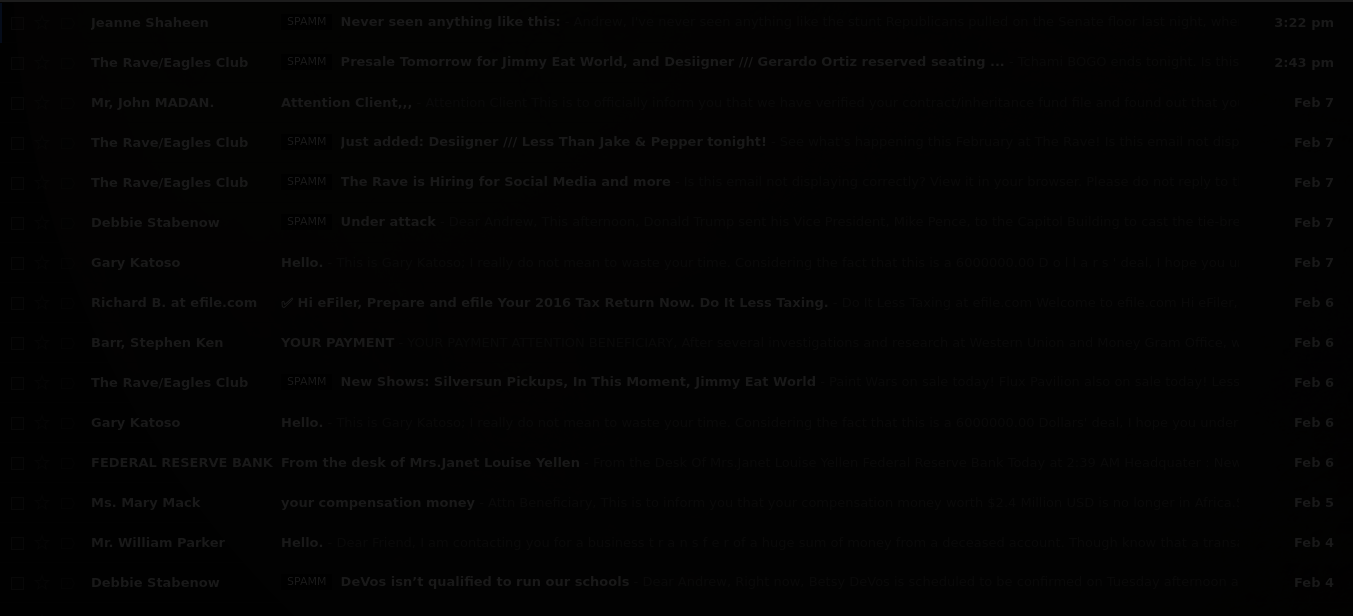 Jeanne Shaheen SPAMM Never seen anything like this: - Andrew, I've never seen anything like the stunt Republicans pulled on the Senate floor last night, whe 3:22 pm
The Rave/Eagles Club SPAMM Presale Tomorrow for Jimmy Eat World, and Desiigner /// Gerardo Ortiz reserved seating ... - Tchami BOGO ends tonight. Is this 2:43 pm
Mr, John MADAN. Attention Client,,, - Attention Client, This is unofficially informs you that we have verified your contract/inheritance fund file and found out that yo Feb 7
The Rave/Eagles Club SPAMM Just added: Desiigner /// Less Than Jake & Pepper tonight! - See what's happening this February at The Rave! Is this email not disp Feb 7
The Rave/Eagles Club SPAMM The Rave is Hiring for Social Media and more - Is this email not displaying correctly? View it in your browser. Please do not reply to t Feb 7
Debbie Stabenow SPAMM Under attack - Dear Andrew, This afternoon, Donald Trump sent his Vice President, Mike Pence, to the Capitol Building to cast the tie-bre Feb 7
Gary Katoso Hello. - This is Gary Katoso; I really do not mean to waste your time. Considering the fact that this is a 6000000.00 D o l l a r s ' deal, I hope you u Feb 7
Richard B. at efile.com ✅ Hi eFiler, Prepare and efile Your 2016 Tax Return Now. Do It Less Taxing. - Do It Less Taxing at efile.com Welcome to efile.com Hi eFiler, Feb 6
Barr, Stephen Ken YOUR PAYMENT - YOUR PAYMENT ATTENTION BENEFICIARY, After several investigations and research at Western Union and Money Gram Office, w Feb 6
The Rave/Eagles Club SPAMM New Shows: Silversun Pickups, In This Moment, Jimmy Eat World - Paint Wars on sale today! Flux Pavilion also on sale today! Less Feb 6
Gary Katoso Hello. - This is Gary Katoso; I really do not mean to waste your time. Considering the fact that this is a 6000000.00 Dollars' deal, I hope you under Feb 6
FEDERAL RESERVE BANK From the desk of Mrs.Janet Louise Yellen - From the Desk Of Mrs.Janet Louise Yellen Federal Reserve Bank. Today at 2:39 AM Headquater. Feb 6
Ms. Mary Mack your compensation money - Attn Beneficiary, This is to inform you that your compensation money worth $2.4 Million USD is no longer in Africa. Feb 5
Mr. William Parker Hello. - Dear Friend, I am contacting you for a business t r a n s f e r of a huge sum of money from a deceased account. Though know that a trans Feb 4
Debbie Stabenow SPAMM DeVos isn't qualified to run our schools - Dear Andrew, Right now, Betsy DeVos is scheduled to be confirmed on Tuesday afternoon Feb 4